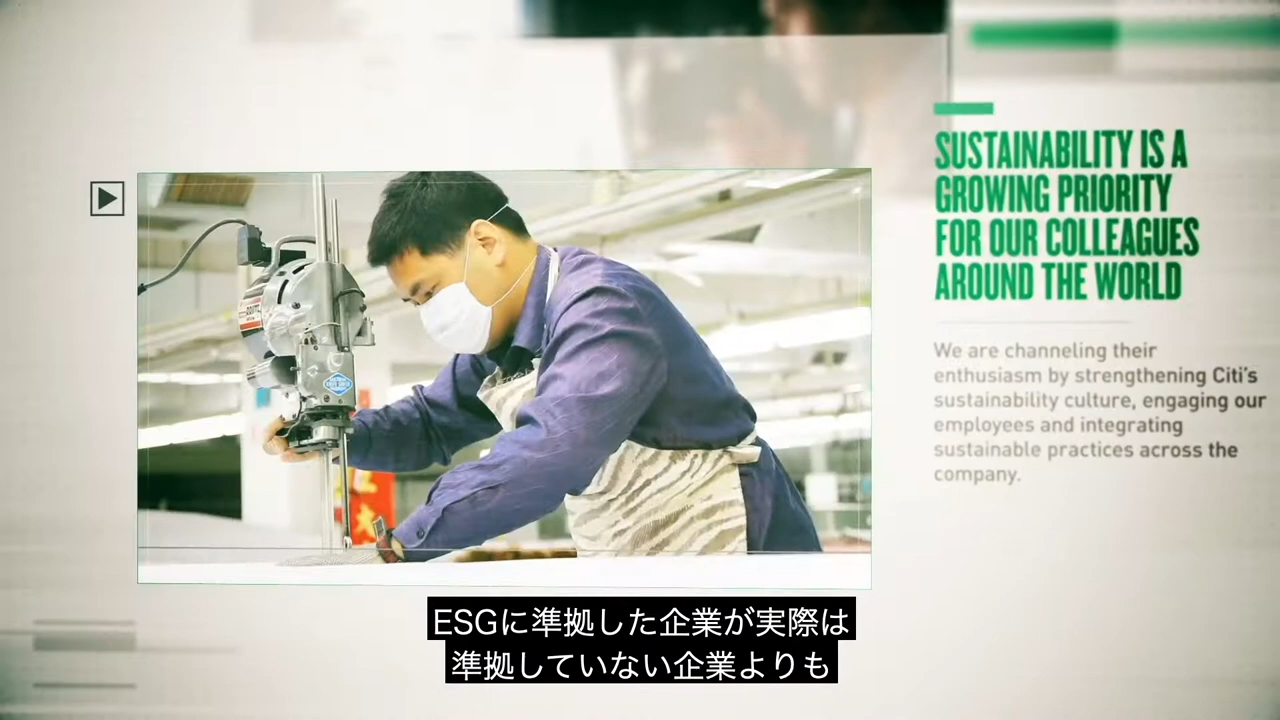 SUSTAINABILITY IS A
GROWING PRIORITY
FOR OUR COLLEAGUES
AROUND THE WORLD
We are channeling their
enthusiasm by strengthening Citi's
sustainability culture, engaging our
employees and integrating
sustainable practices across the
company.
ESGに準拠した企業が実際は
準拠していない企業よりも